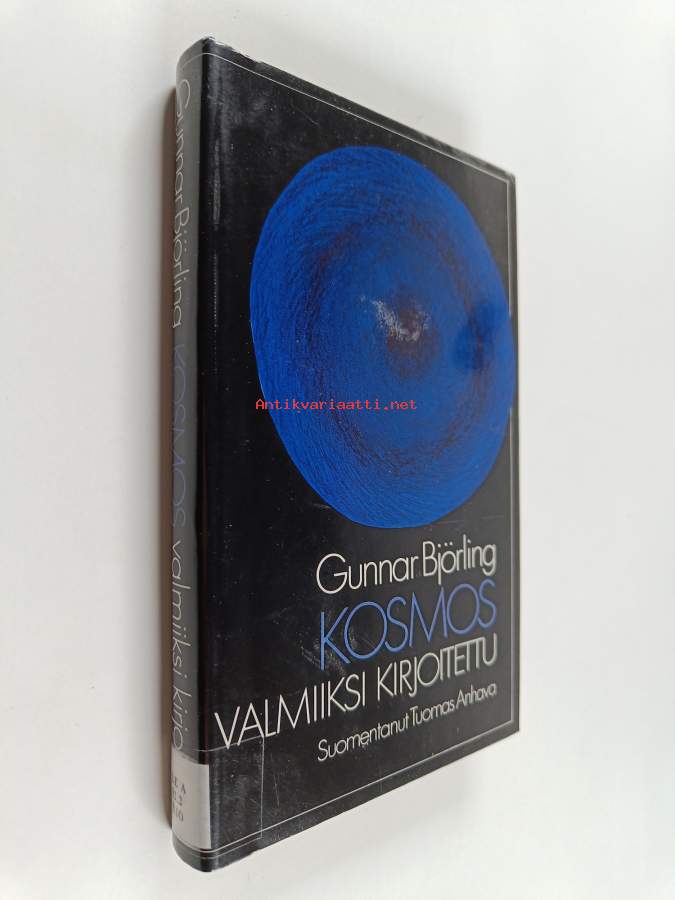 Gunnar Björling KOSMOS valmiiksi kirjo
Antikvariaatti.net
Gunnar Björling
KOSMOS
VALMIIKSI KIRJOITETTU
Suomentanut Tuomas Anhava